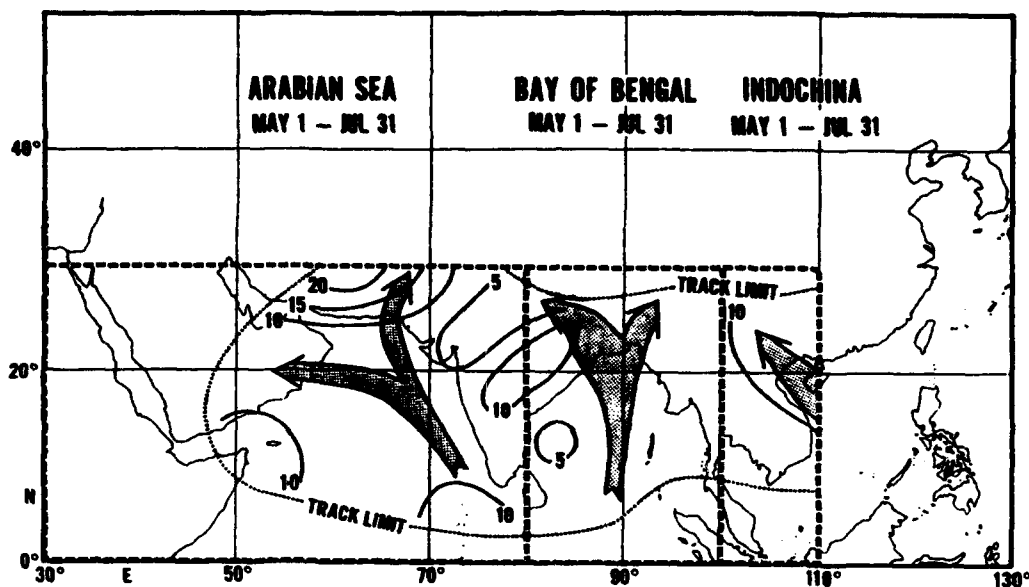 ARABIAN SEA
MAY 1 – JUL 31
BAY OF BENGAL
MAY 1 – JUL 31
INDOCHINA
MAY 1 – JUL 31
40°
TRACK LIMIT
20
15
10
5
10
20°
10
5
10
10
N
TRACK LIMIT
0°
30° E 50° 70° 90° 110° 130°